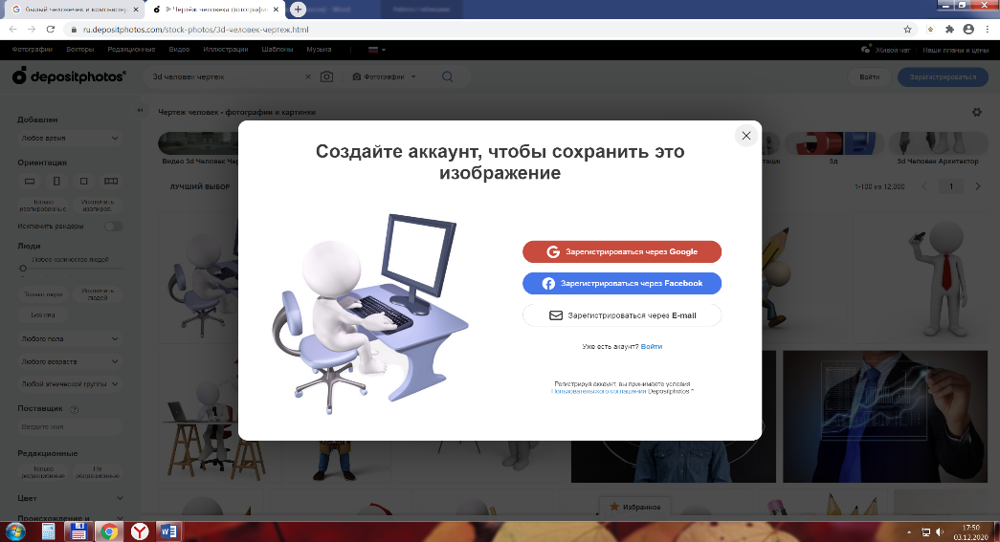 былый человечек и компьютер
Чертёж человека фотографии
ru.depositphotos.com/stock-photos/3d-человек-чертеж.html
Фотографии Векторы Редакционные Видео Иллюстрации Шаблоны Музыка
Живой чат Наши планы и цены
depositphotos
3d человек чертеж
Фотографии
Войти
Зарегистрироваться
Чертеж человек - фотографии и картинки
Добавлен
Любое время
Видео 3d Человек Чер
3д
3d Человек Архитектор
Ориентация
ЛУЧШИЙ ВЫБОР
1-100 из 12,000
1
Только изолированные
Исключить изолиров.
Исключить рендеры
Люди
Любое количество людей
Только люди
Исключить людей
Без лиц
Любого пола
Любого возраста
Любой этнической группы
Поставщик
Введите имя
Редакционные
Только редакционные
Не редакционные
Цвет
Происхождение и
Создайте аккаунт, чтобы сохранить это
изображение
Зарегистрироваться через Google
Зарегистрироваться через Facebook
Зарегистрироваться через E-mail
Уже есть акаунт? Войти
Регистрируя аккаунт, вы принимаете условия
Пользовательского соглашения Depositphotos *
Избранное
17:50
03.12.2020